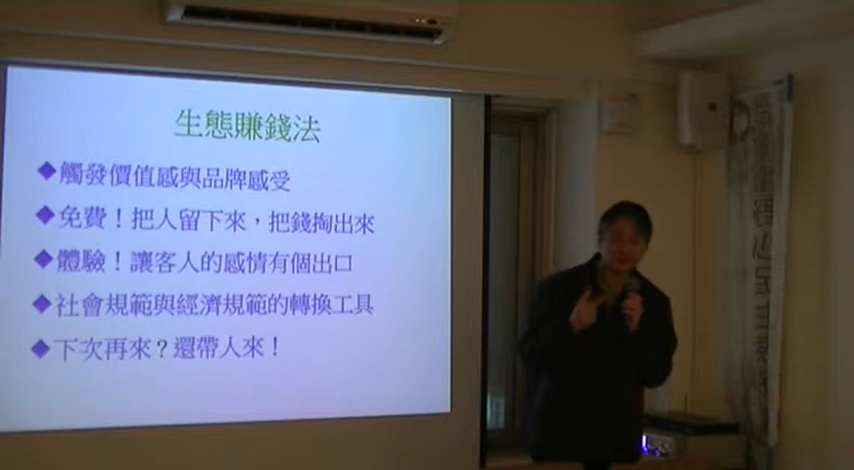 生態賺錢法
◆觸發價值感與品牌感受
◆免費！把人留下來，把錢掏出來
◆體驗！讓客人的感情有個出口
◆社會規範與經濟規範的轉換工具
◆下次再來？還帶人來！